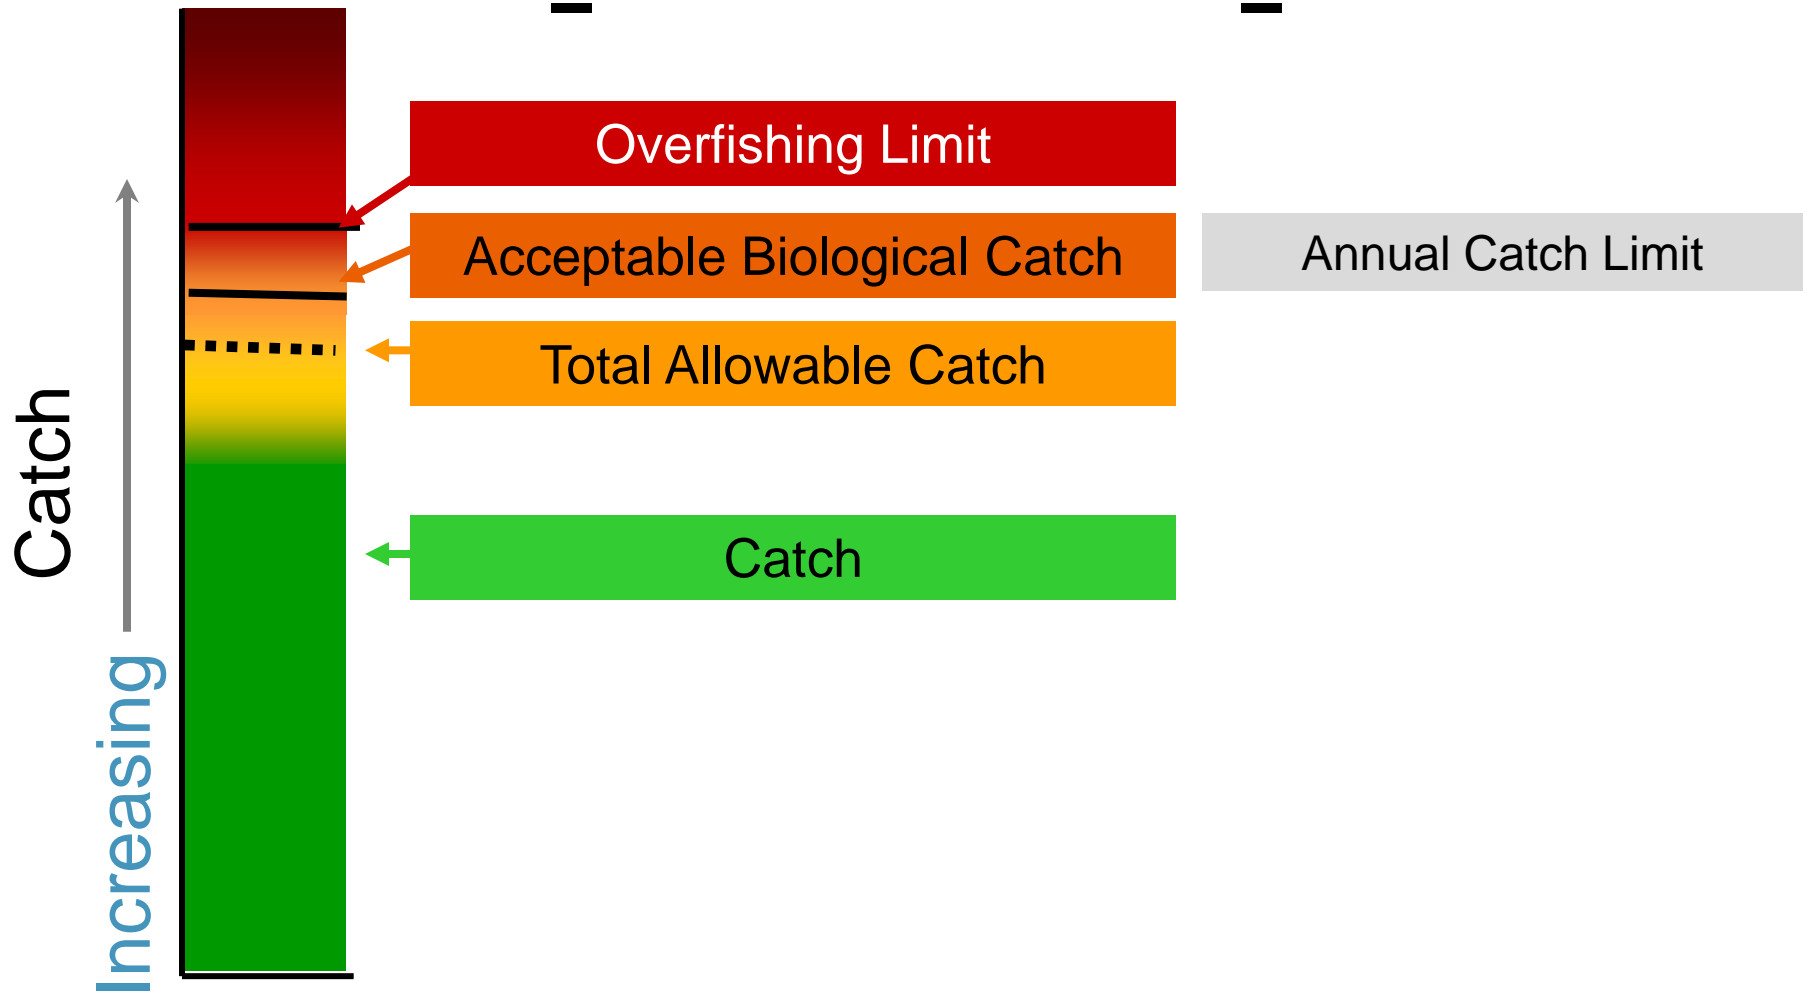 Overfishing Limit
Acceptable Biological Catch
Annual Catch Limit
Total Allowable Catch
Catch
Catch
Increasing